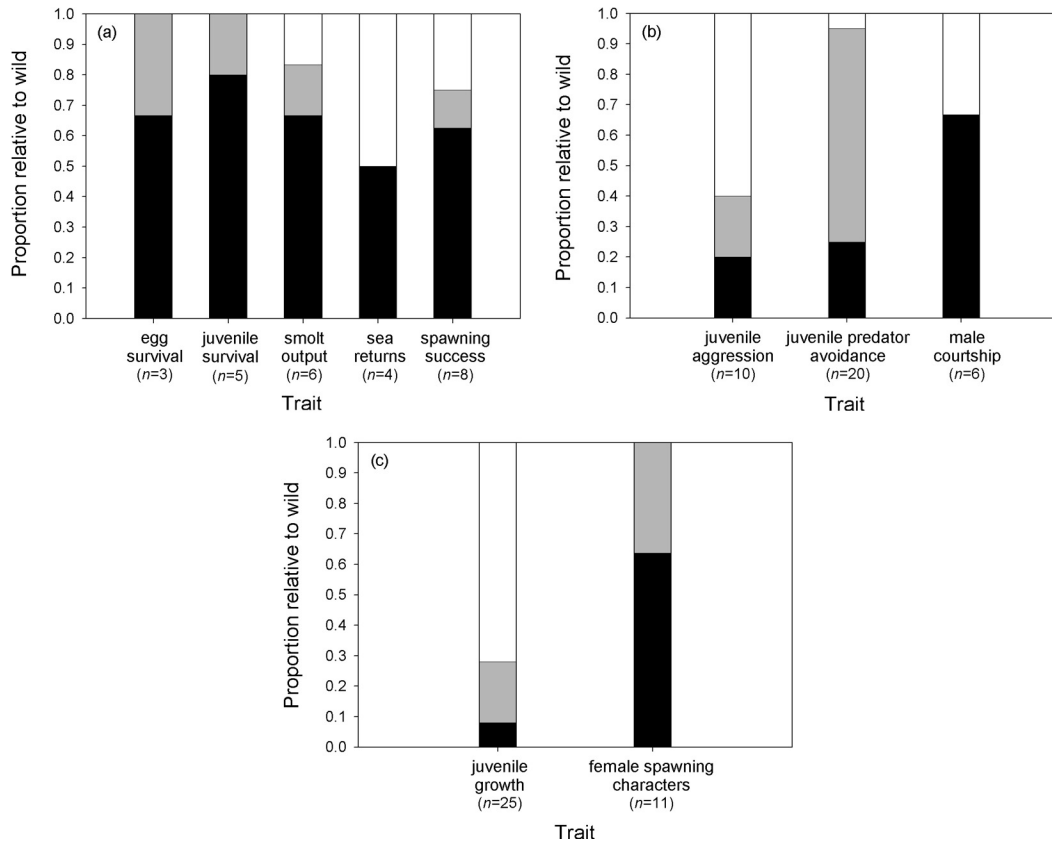 (a)
Proportion relative to wild
1.0
0.9
0.8
0.7
0.6
0.5
0.4
0.3
0.2
0.1
0.0
egg survival (n=3)
juvenile survival (n=5)
smolt output (n=6)
sea returns (n=4)
spawning success (n=8)
Trait
(b)
Proportion relative to wild
1.0
0.9
0.8
0.7
0.6
0.5
0.4
0.3
0.2
0.1
0.0
juvenile aggression (n=10)
juvenile predator avoidance (n=20)
male courtship (n=6)
Trait
(c)
Proportion relative to wild
1.0
0.9
0.8
0.7
0.6
0.5
0.4
0.3
0.2
0.1
0.0
juvenile growth (n=25)
female spawning characters (n=11)
Trait